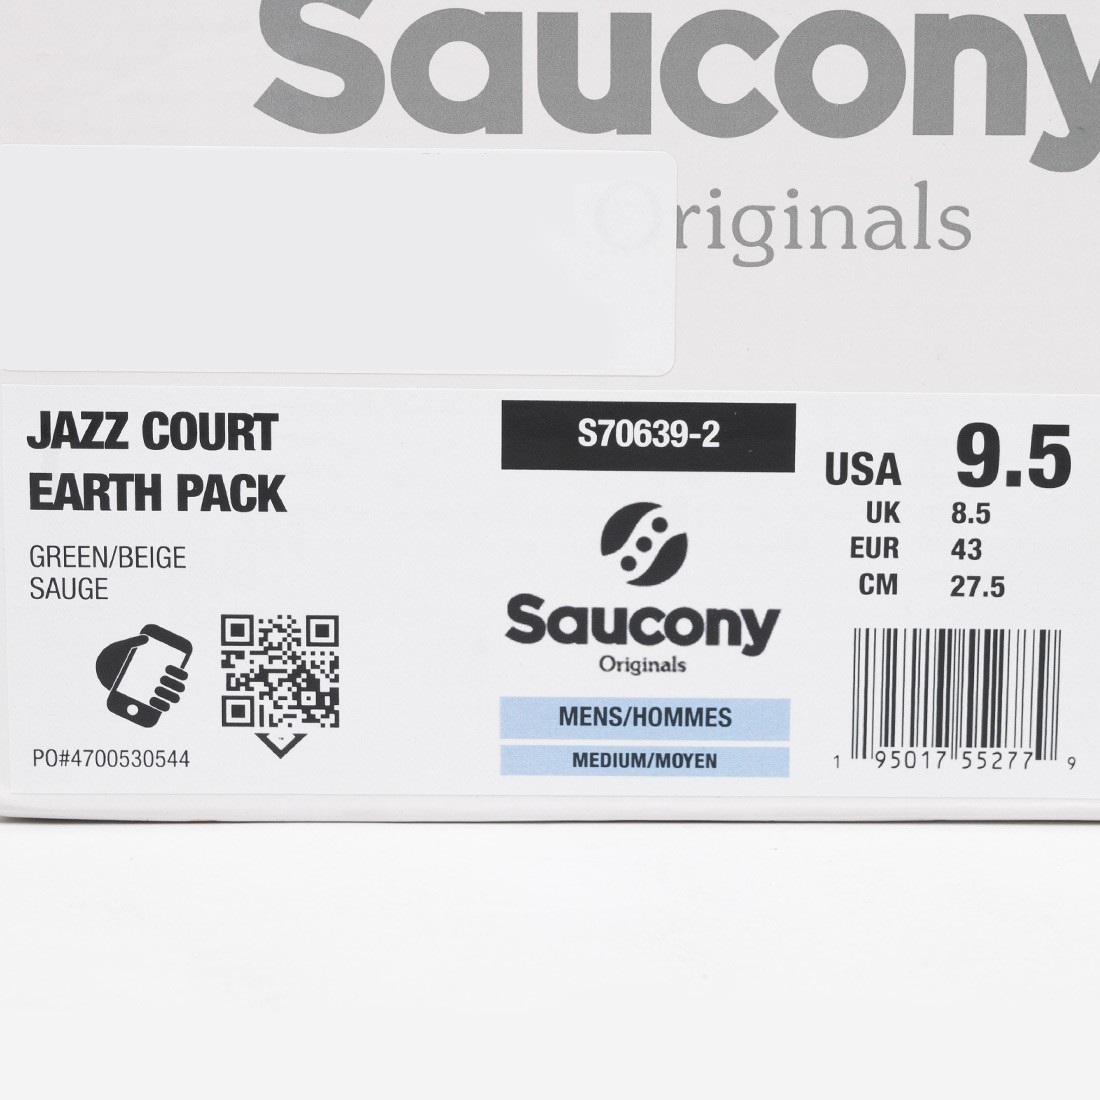 Saucony
Originals
JAZZ COURT
EARTH PACK
GREEN/BEIGE
SAUGE
PO#4700530544
S70639-2
Saucony
Originals
MENS/HOMMES
MEDIUM/MOYEN
USA 9.5
UK 8.5
EUR 43
CM 27.5
1 95017 55277 9